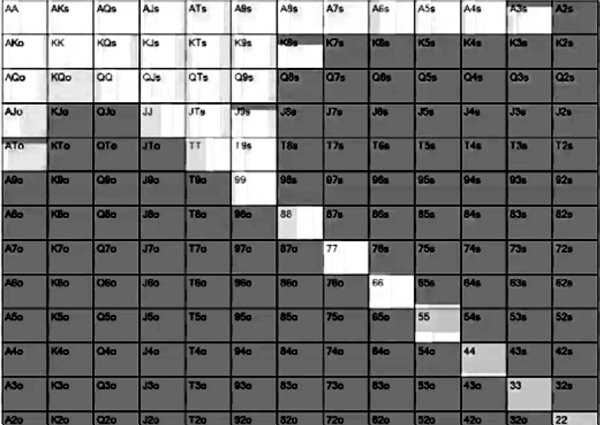 AA AKs AQs AJs ATs A9s A8s A7s A6s A5s A4s A3s A2s
AKo KK KQs KJs KTs K9s K8s K7s K6s K5s K4s K3s K2s
AQo KQo QQ QJs QTs Q9s Q8s Q7s Q6s Q5s Q4s Q3s Q2s
AJo KJo QJo JJ JTs J9s J8s J7s J6s J5s J4s J3s J2s
ATo KTo QTo JTo TT T9s T8s T7s T6s T5s T4s T3s T2s
A9o K9o Q9o J9o T9o 99 98s 97s 96s 95s 94s 93s 92s
A8o K8o Q8o J8o T8o 98o 88 87s 86s 85s 84s 83s 82s
A7o K7o Q7o J7o T7o 97o 87o 77 76s 75s 74s 73s 72s
A6o K6o Q6o J6o T6o 96o 86o 76o 66 65s 64s 63s 62s
A5o K5o Q5o J5o T5o 95o 85o 75o 65o 55 54s 53s 52s
A4o K4o Q4o J4o T4o 94o 84o 74o 64o 54o 44 43s 42s
A3o K3o Q3o J3o T3o 93o 83o 73o 63o 53o 43o 33 32s
A2o K2o Q2o J2o T2o 92o 82o 72o 62o 52o 42o 32o 22